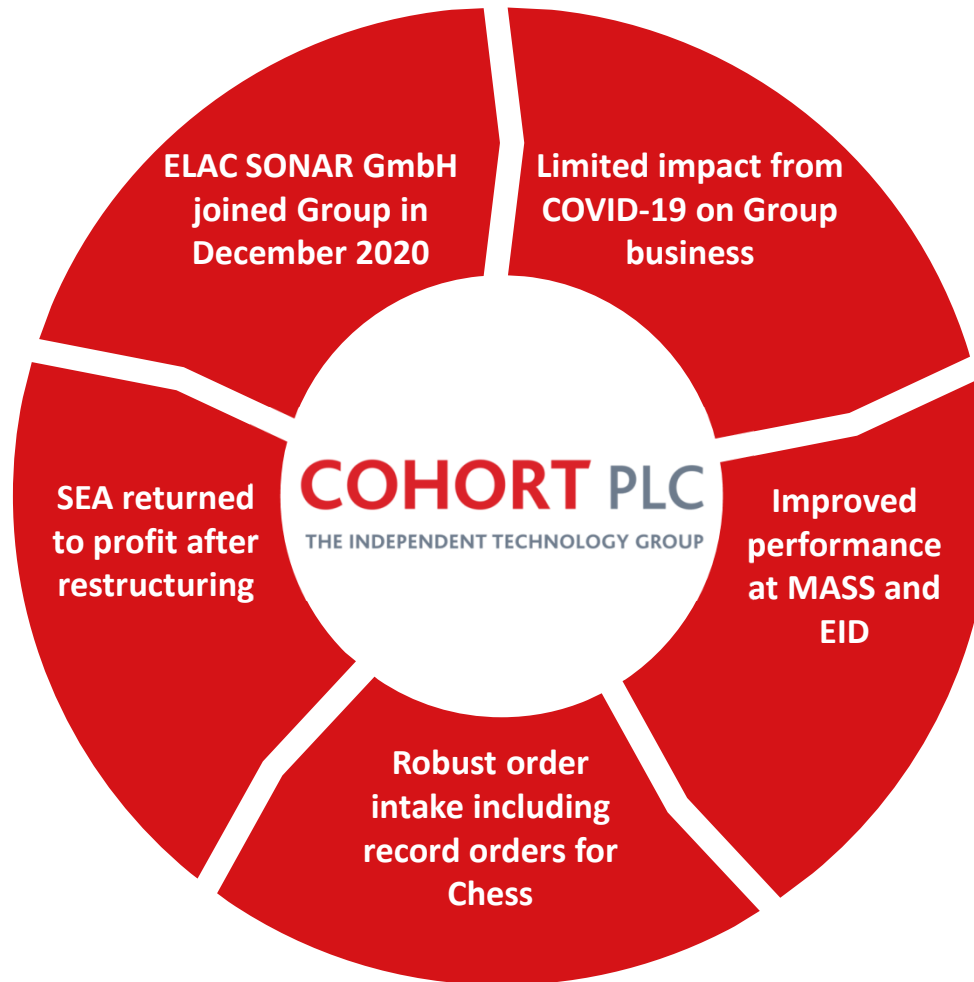 ELAC SONAR GmbH
joined Group in
December 2020
Limited impact from
COVID-19 on Group
business
SEA returned
to profit after
restructuring
COHORT PLC
THE INDEPENDENT TECHNOLOGY GROUP
Improved
performance
at MASS and
EID
Robust order
intake including
record orders for
Chess